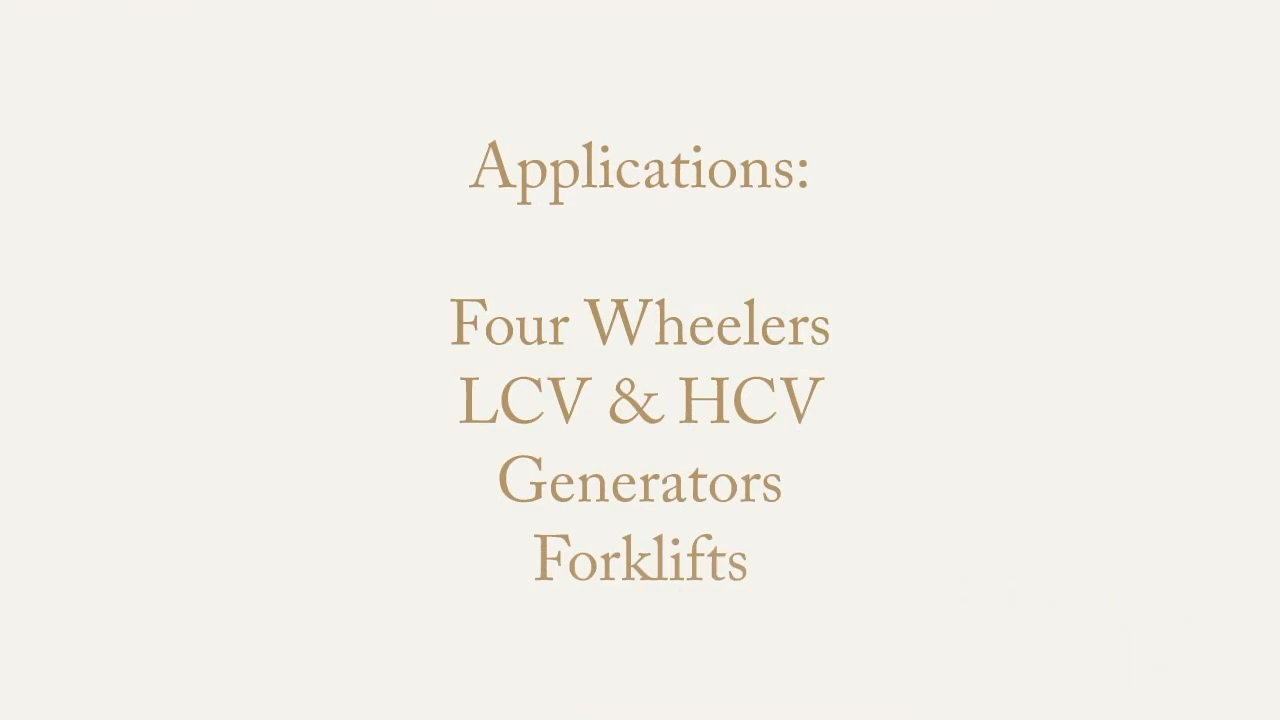 Applications:
Four Wheelers
LCV & HCV
Generators
Forklifts